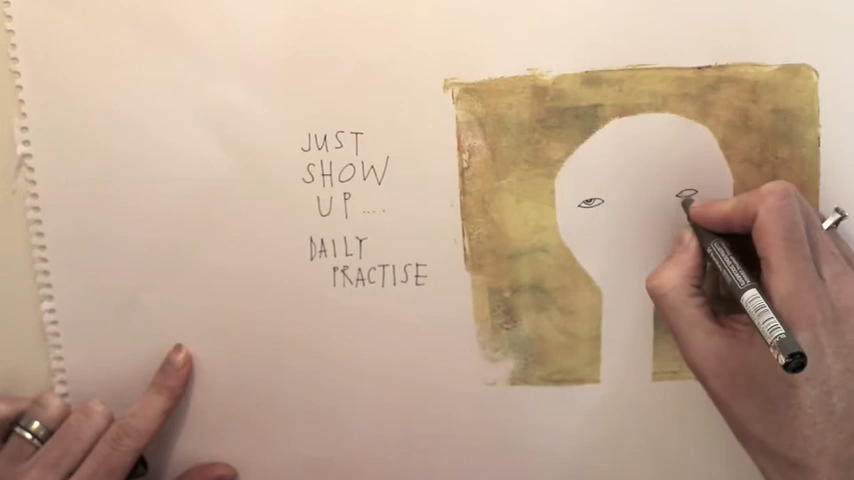 JUST
SHOW
UP....
DAILY
PRACTISE